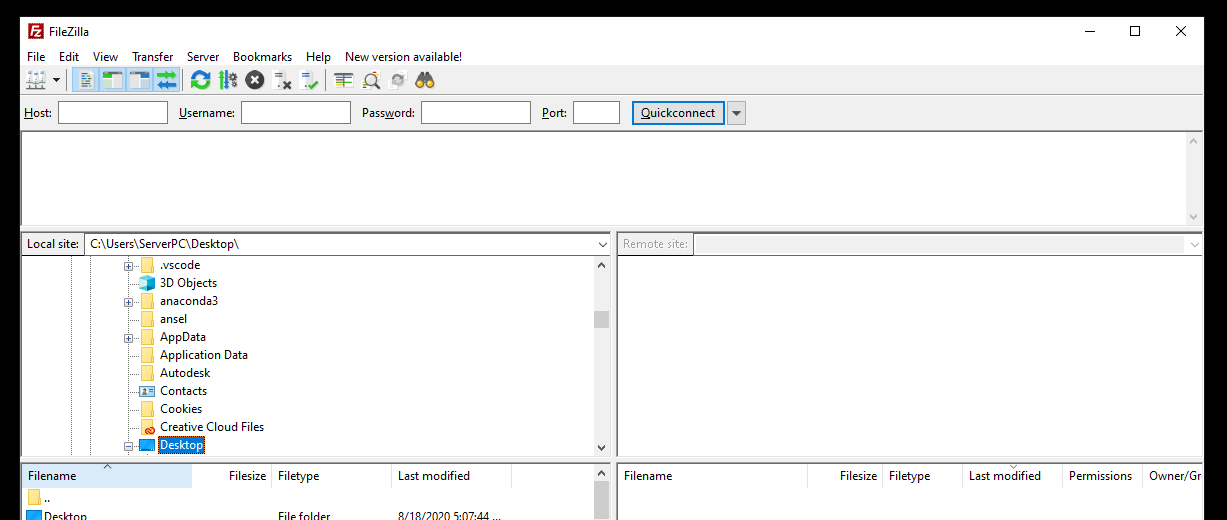 FileZilla
File Edit View Transfer Server Bookmarks Help New version available!
Host: Username: Password: Port: Quickconnect
Local site: C:\Users\ServerPC\Desktop\
Remote site:
.vscode
3D Objects
anaconda3
ansel
AppData
Application Data
Autodesk
Contacts
Cookies
Creative Cloud Files
Desktop
Filename Filesize Filetype Last modified
..
Desktop File folder 8/18/2020 5:07:44 ...
Filename Filesize Filetype Last modified Permissions Owner/Gr